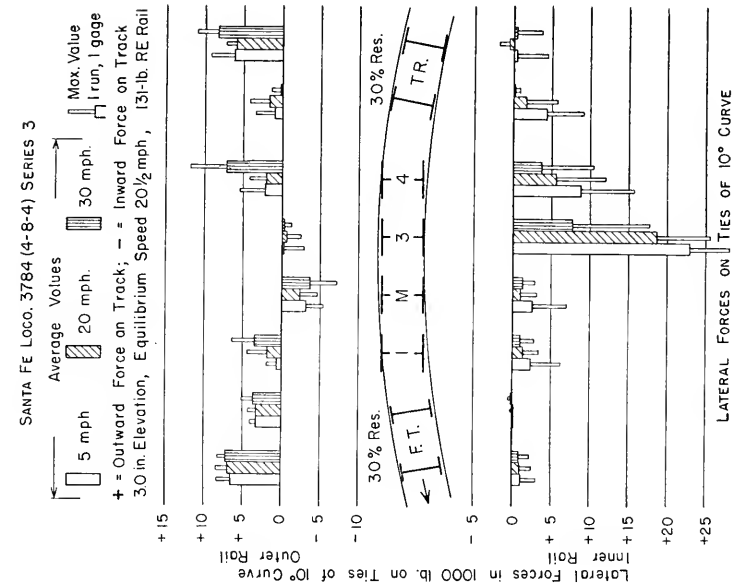 SANTA FE LOCO. 3784 (4-8-4) SERIES 3
Average Values
Max. Value
5 mph
20 mph.
30 mph.
1 run, 1 gage
+ = Outward Force on Track; - = Inward Force on Track
3.0 in. Elevation, Equilibrium Speed 20 1/2 mph, 131-lb. RE Rail
+15
+10
+5
0
-5
-10
Outer Rail
30% Res.
30% Res.
F.T.
1
M
3
4
T.R.
-5
0
+5
+10
+15
+20
+25
Inner Rail
Lateral Forces in 1000 lb. on Ties of 10° Curve
LATERAL FORCES ON TIES OF 10° CURVE